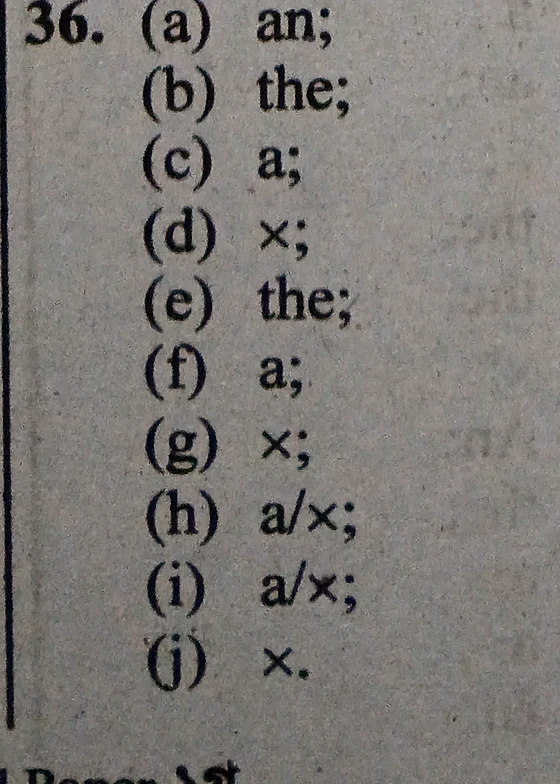 36. (a) an;
(b) the;
(c) a;
(d) ×;
(e) the;
(f) a;
(g) ×;
(h) a/×;
(i) a/×;
(j) ×.